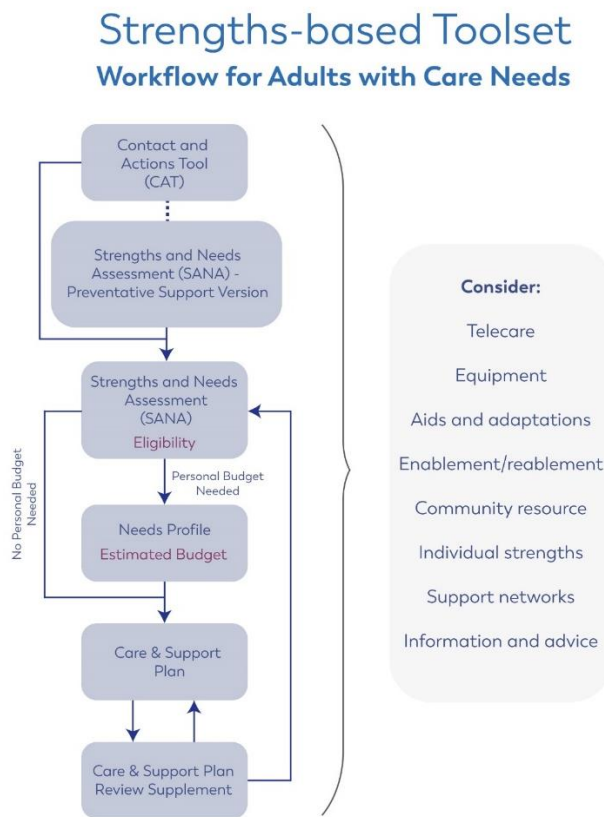 Strengths-based Toolset
Workflow for Adults with Care Needs
Contact and
Actions Tool
(CAT)
Strengths and Needs
Assessment (SANA) -
Preventative Support Version
Strengths and Needs
Assessment
(SANA)
Eligibility
No Personal Budget
Needed
Personal Budget
Needed
Needs Profile
Estimated Budget
Care & Support
Plan
Care & Support Plan
Review Supplement
Consider:
Telecare
Equipment
Aids and adaptations
Enablement/reablement
Community resource
Individual strengths
Support networks
Information and advice